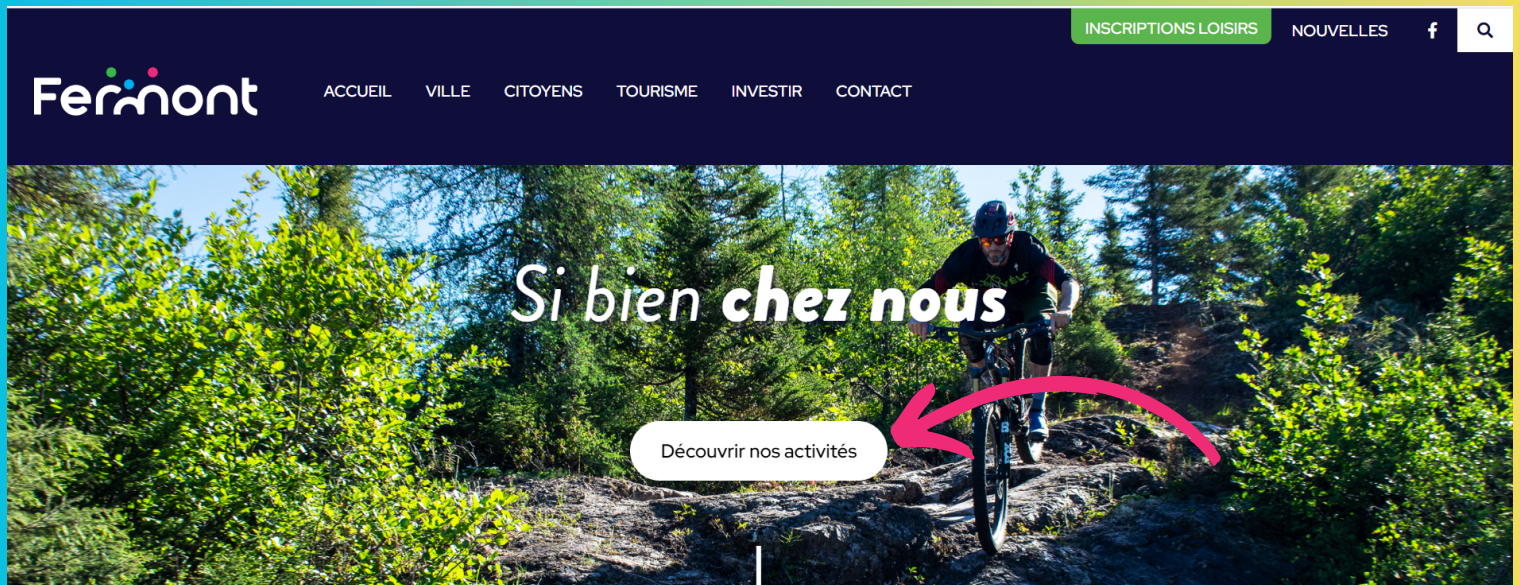 INSCRIPTIONS LOISIRS
NOUVELLES
Fermont
ACCUEIL
VILLE
CITOYENS
TOURISME
INVESTIR
CONTACT
Si bien chez nous
Découvrir nos activités